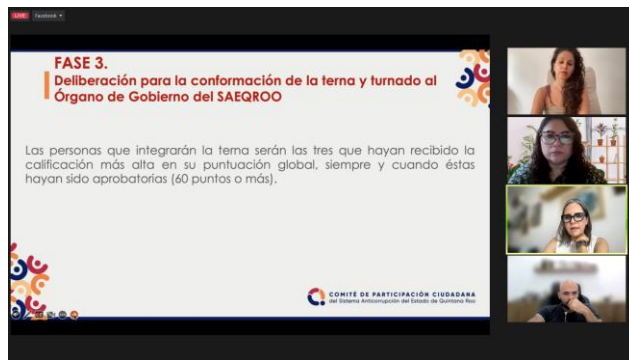 LIVE Facebook
FASE 3.
Deliberación para la conformación de la terna y turnado al
Órgano de Gobierno del SAEQROO
Las personas que integrarán la terna serán las tres que hayan recibido la
calificación más alta en su puntuación global, siempre y cuando éstas
hayan sido aprobatorias (60 puntos o más).
COMITÉ DE PARTICIPACIÓN CIUDADANA
del Sistema Anticorrupción del Estado de Quintana Roo